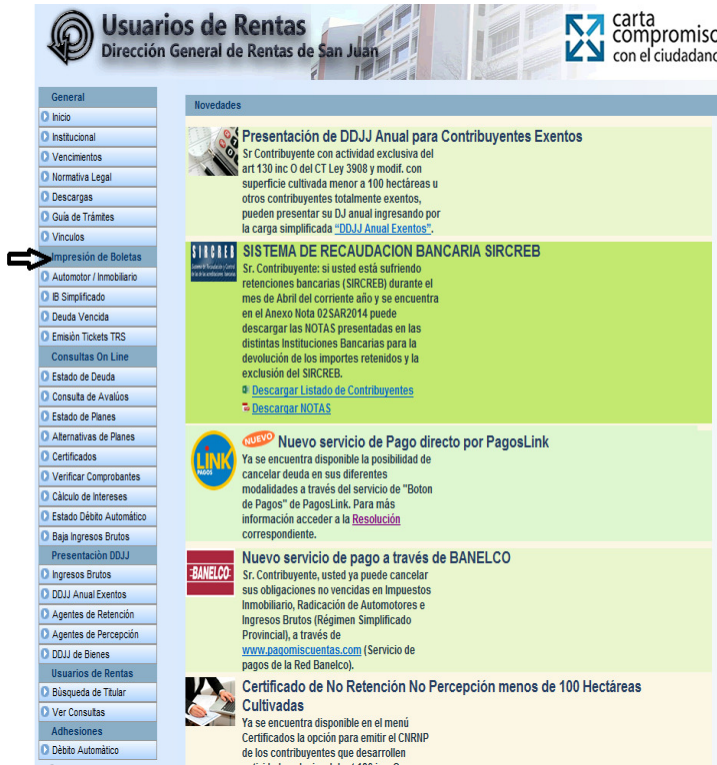 Usuarios de Rentas
Dirección General de Rentas de San Juan
carta
compromiso
con el ciudadano
General
Inicio
Institucional
Vencimientos
Normativa Legal
Descargas
Guía de Trámites
Vínculos
Impresión de Boletas
Automotor / Inmobiliario
IB Simplificado
Deuda Vencida
Emisión Tickets TRS
Consultas On Line
Estado de Deuda
Consulta de Avalúos
Estado de Planes
Alternativas de Planes
Certificados
Verificar Comprobantes
Cálculo de Intereses
Estado Débito Automático
Baja Ingresos Brutos
Presentación DDJJ
Ingresos Brutos
DDJJ Anual Exentos
Agentes de Retención
Agentes de Percepción
DDJJ de Bienes
Usuarios de Rentas
Búsqueda de Titular
Ver Consultas
Adhesiones
Débito Automático
Novedades
Presentación de DDJJ Anual para Contribuyentes Exentos
Sr Contribuyente con actividad exclusiva del
art 130 inc O del CT Ley 3908 y modif. con
superficie cultivada menor a 100 hectáreas u
otros contribuyentes totalmente exentos,
pueden presentar su DJ anual ingresando por
la carga simplificada "DDJJ Anual Exentos".
SIRCREB
SISTEMA DE RECAUDACION BANCARIA SIRCREB
Sr. Contribuyente: si usted está sufriendo
retenciones bancarias (SIRCREB) durante el
mes de Abril del corriente año y se encuentra
en el Anexo Nota 02SAR2014 puede
descargar las NOTAS presentadas en las
distintas Instituciones Bancarias para la
devolución de los importes retenidos y la
exclusión del SIRCREB.
Descargar Listado de Contribuyentes
Descargar NOTAS
LINK
PAGOS
NUEVO
Nuevo servicio de Pago directo por PagosLink
Ya se encuentra disponible la posibilidad de
cancelar deuda en sus diferentes
modalidades a través del servicio de "Boton
de Pagos" de PagosLink. Para más
información acceder a la Resolución
correspondiente.
BANELCO
Nuevo servicio de pago a través de BANELCO
Sr. Contribuyente, usted ya puede cancelar
sus obligaciones no vencidas en Impuestos
Inmobiliario, Radicación de Automotores e
Ingresos Brutos (Régimen Simplificado
Provincial), a través de
www.pagomiscuentas.com (Servicio de
pagos de la Red Banelco).
Certificado de No Retención No Percepción menos de 100 Hectáreas
Cultivadas
Ya se encuentra disponible en el menú
Certificados la opción para emitir el CNRNP
de los contribuyentes que desarrollen